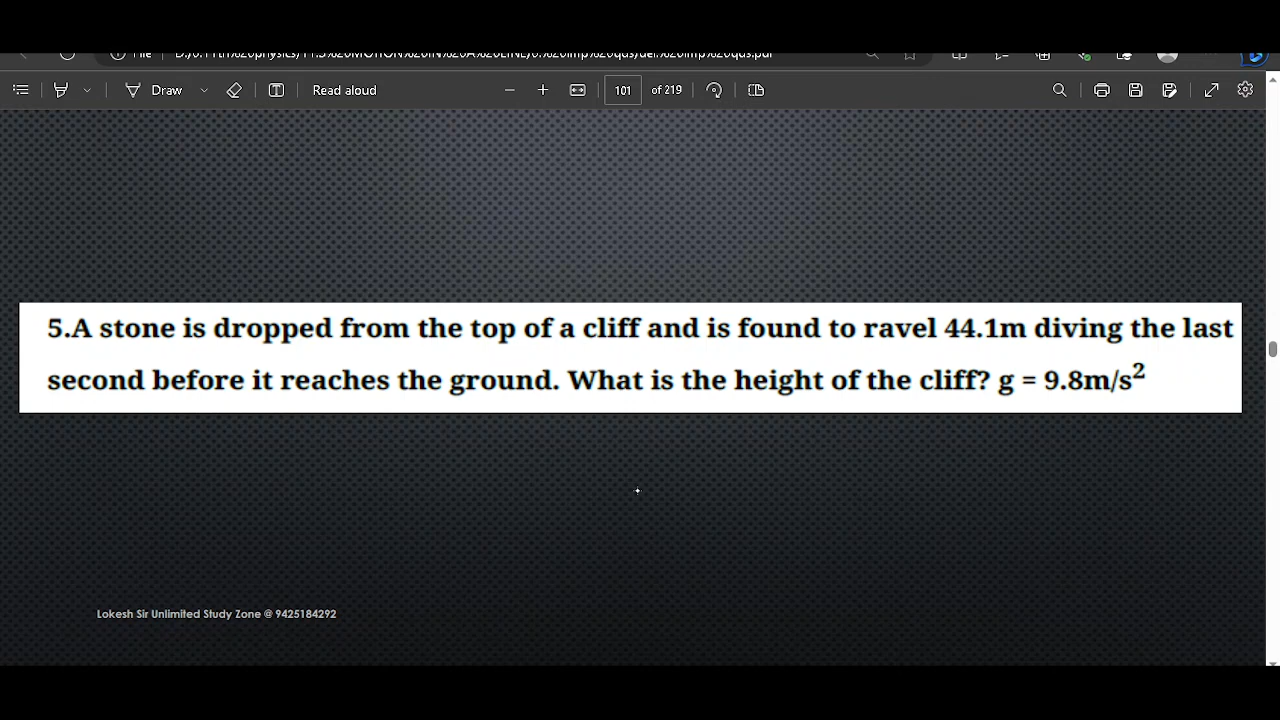 Draw
Read aloud
101
of 219
5.A stone is dropped from the top of a cliff and is found to ravel 44.1m diving the last
second before it reaches the ground. What is the height of the cliff? g = 9.8m/s²
Lokesh Sir Unlimited Study Zone @ 9425184292